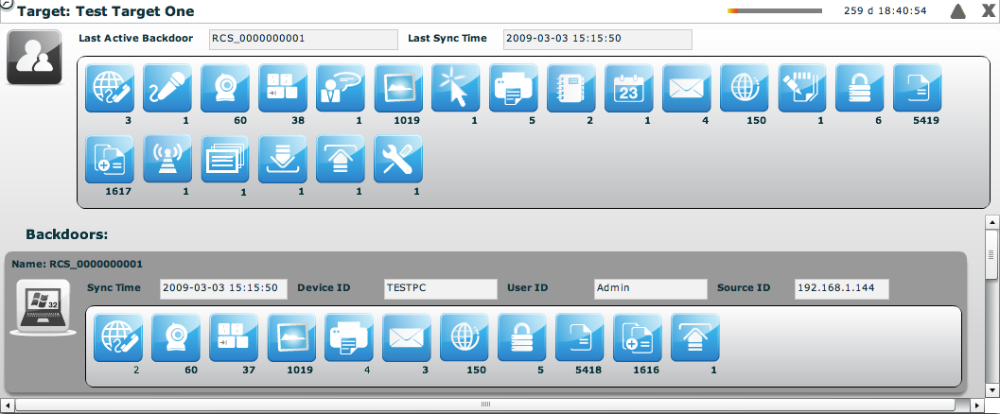 Target: Test Target One 259 d 18:40:54 X
Last Active Backdoor RCS_0000000001 Last Sync Time 2009-03-03 15:15:50
23
3 1 60 38 1 1019 1 5 2 1 4 150 1 6 5419
1617 1 1 1 1 1
Backdoors:
Name: RCS_0000000001
Sync Time 2009-03-03 15:15:50 Device ID TESTPC User ID Admin Source ID 192.168.1.144
32
2 60 37 1019 4 3 150 5 5418 1616 1